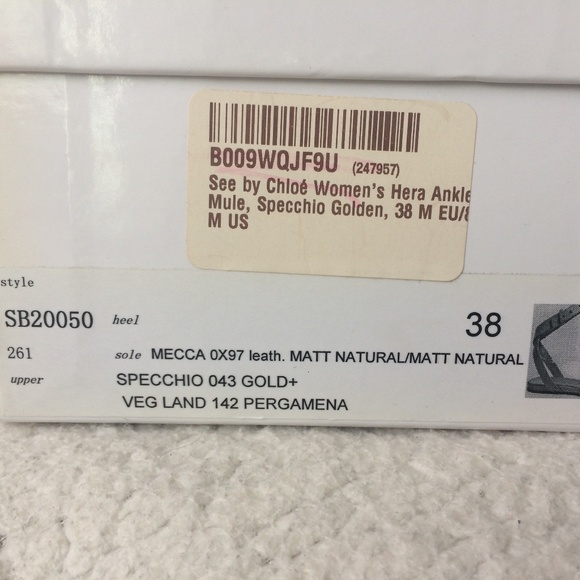 B009WQJF9U (247957)
See by Chloé Women's Hera Ankle
Mule, Specchio Golden, 38 M EU/8
M US
style
SB20050 heel 38
261 sole MECCA 0X97 leath. MATT NATURAL/MATT NATURAL
upper SPECCHIO 043 GOLD+
VEG LAND 142 PERGAMENA